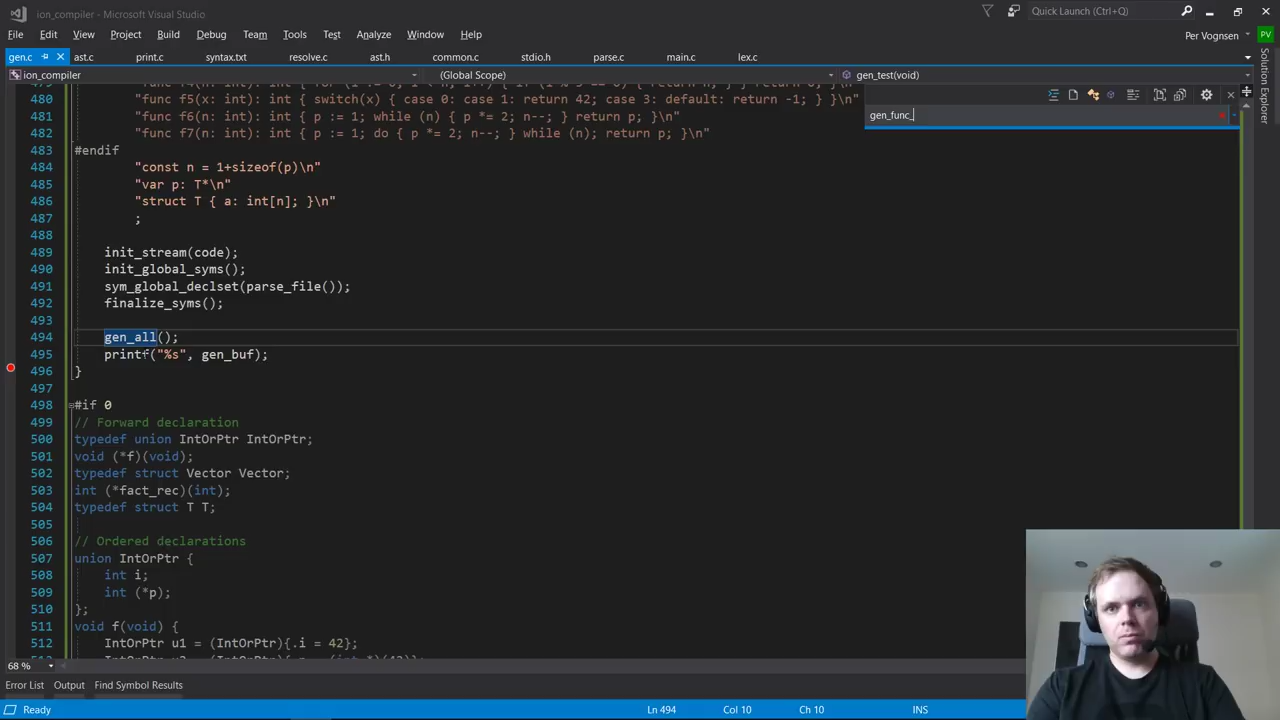 ion_compiler - Microsoft Visual Studio
Quick Launch (Ctrl+Q)
File Edit View Project Build Debug Team Tools Test Analyze Window Help
Per Vognsen PV
gen.c ast.c print.c syntax.txt resolve.c ast.h common.c stdio.h parse.c main.c lex.c
Solution Explorer
ion_compiler (Global Scope) gen_test(void)
480 "func f5(x: int): int { switch(x) { case 0: case 1: return 42; case 3: default: return -1; } }\n"
gen_func_
481 "func f6(n: int): int { p := 1; while (n) { p *= 2; n--; } return p; }\n"
482 "func f7(n: int): int { p := 1; do { p *= 2; n--; } while (n); return p; }\n"
483 #endif
484 "const n = 1+sizeof(p)\n"
485 "var p: T*\n"
486 "struct T { a: int[n]; }\n"
487 ;
488
489 init_stream(code);
490 init_global_syms();
491 sym_global_declset(parse_file());
492 finalize_syms();
493
494 gen_all();
495 printf("%s", gen_buf);
496 }
497
498 #if 0
499 // Forward declaration
500 typedef union IntOrPtr IntOrPtr;
501 void (*f)(void);
502 typedef struct Vector Vector;
503 int (*fact_rec)(int);
504 typedef struct T T;
505
506 // Ordered declarations
507 union IntOrPtr {
508 int i;
509 int (*p);
510 };
511 void f(void) {
512 IntOrPtr u1 = (IntOrPtr){.i = 42};
68 %
Error List Output Find Symbol Results
Ready Ln 494 Col 10 Ch 10 INS